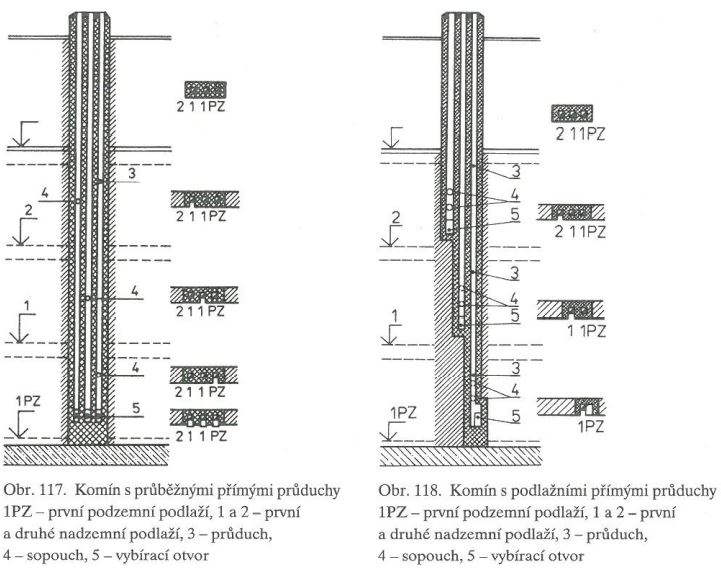 2 1 1PZ
3
4
2
2 1 1PZ
1
4
2 1 1PZ
4
2 1 1PZ
1PZ
5
2 1 1PZ
Obr. 117. Komín s průběžnými přímými průduchy
1PZ – první podzemní podlaží, 1 a 2 – první
a druhé nadzemní podlaží, 3 – průduch,
4 – sopouch, 5 – vybírací otvor
2 11PZ
3
4
5
2
2 11PZ
3
4
5
1
1 1PZ
3
4
5
1PZ
1PZ
Obr. 118. Komín s podlažními přímými průduchy
1PZ – první podzemní podlaží, 1 a 2 – první
a druhé nadzemní podlaží, 3 – průduch,
4 – sopouch, 5 – vybírací otvor